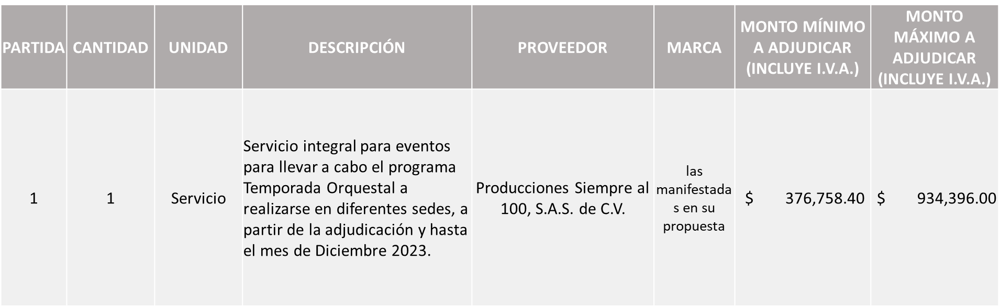 PARTIDA
CANTIDAD
UNIDAD
DESCRIPCIÓN
PROVEEDOR
MARCA
MONTO MÍNIMO
A ADJUDICAR
(INCLUYE I.V.A.)
MONTO
MÁXIMO A
ADJUDICAR
(INCLUYE I.V.A.)
1
1
Servicio
Servicio integral para eventos
para llevar a cabo el programa
Temporada Orquestal a
realizarse en diferentes sedes, a
partir de la adjudicación y hasta
el mes de Diciembre 2023.
Producciones Siempre al
100, S.A.S. de C.V.
las
manifestada
s en su
propuesta
$ 376,758.40
$ 934,396.00